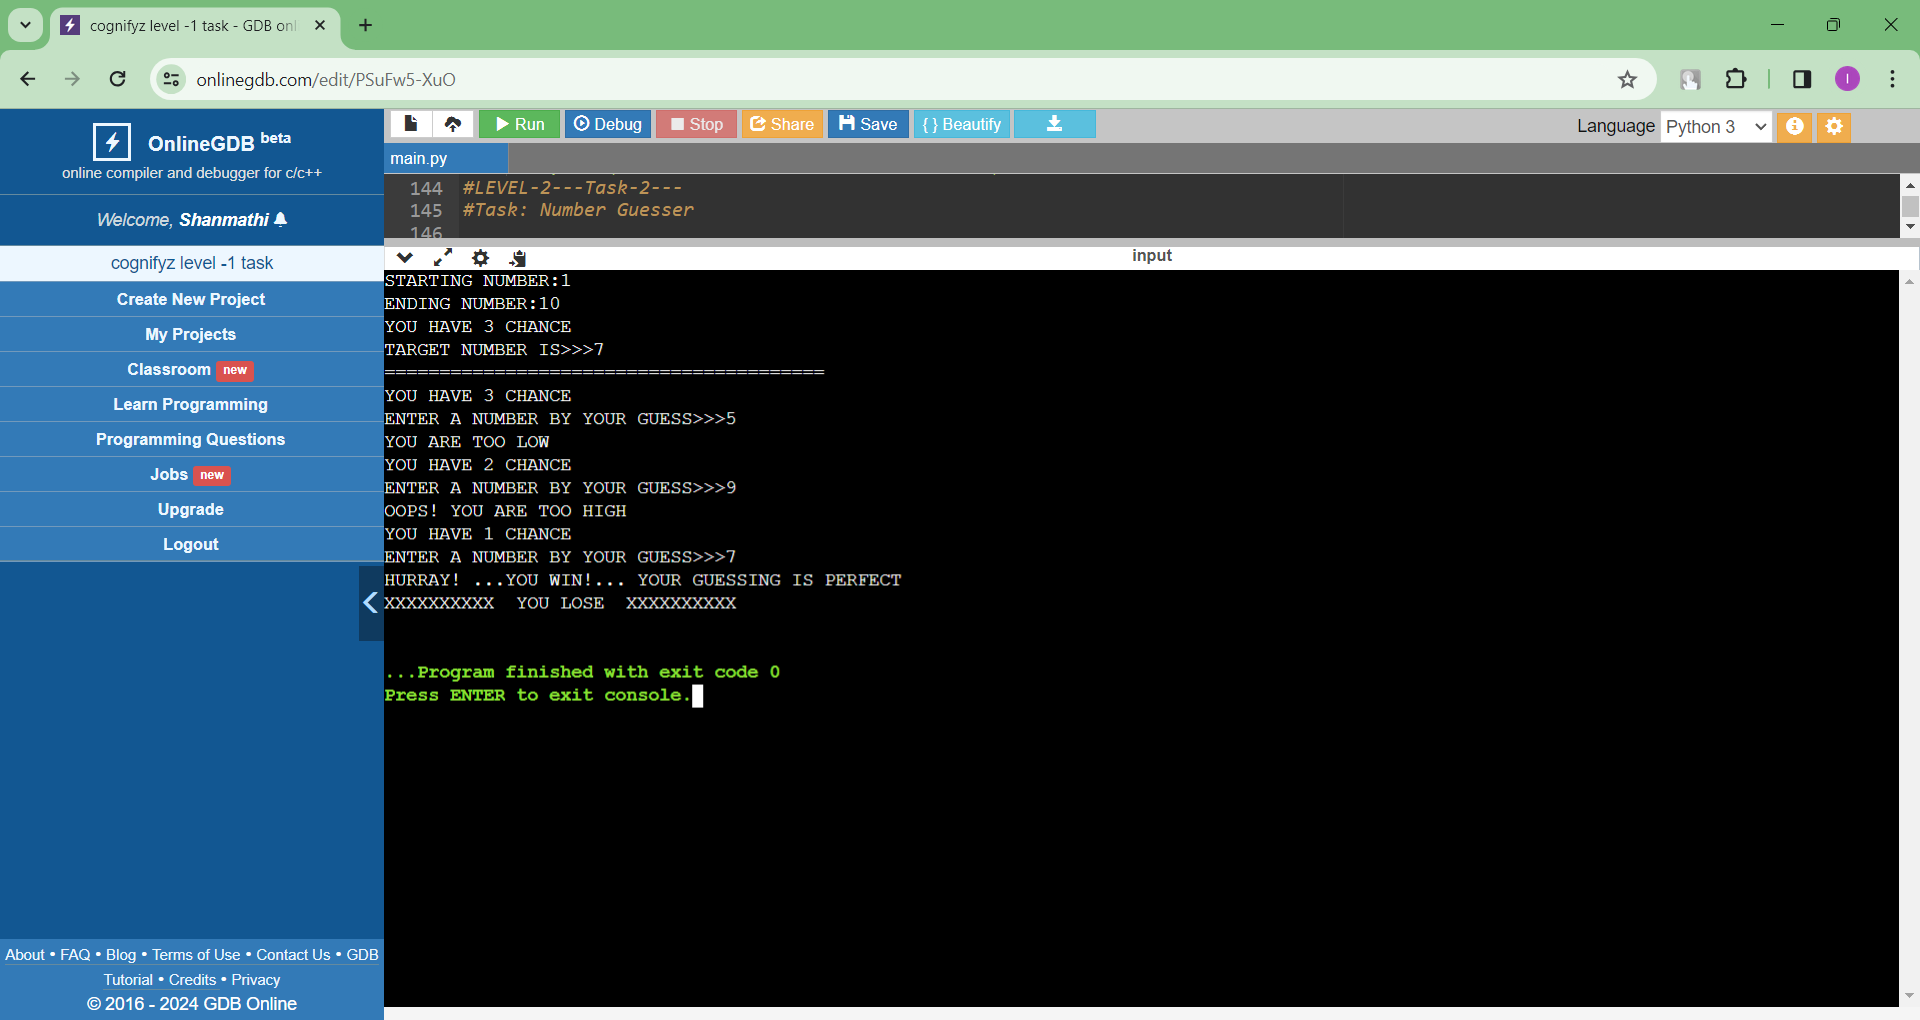 cognifyz level -1 task - GDB onl
onlinegdb.com/edit/PSuFw5-XuO
OnlineGDB beta
online compiler and debugger for c/c++
Welcome, Shanmathi
cognifyz level -1 task
Create New Project
My Projects
Classroom new
Learn Programming
Programming Questions
Jobs new
Upgrade
Logout
About • FAQ • Blog • Terms of Use • Contact Us • GDB
Tutorial • Credits • Privacy
© 2016 - 2024 GDB Online
Run Debug Stop Share Save { } Beautify
Language Python 3
main.py
144 #LEVEL-2---Task-2---
145 #Task: Number Guesser
146
input
STARTING NUMBER:1
ENDING NUMBER:10
YOU HAVE 3 CHANCE
TARGET NUMBER IS>>>7
========================================
YOU HAVE 3 CHANCE
ENTER A NUMBER BY YOUR GUESS>>>5
YOU ARE TOO LOW
YOU HAVE 2 CHANCE
ENTER A NUMBER BY YOUR GUESS>>>9
OOPS! YOU ARE TOO HIGH
YOU HAVE 1 CHANCE
ENTER A NUMBER BY YOUR GUESS>>>7
HURRAY! ...YOU WIN!... YOUR GUESSING IS PERFECT
XXXXXXXXXX  YOU LOSE  XXXXXXXXXX
...Program finished with exit code 0
Press ENTER to exit console.